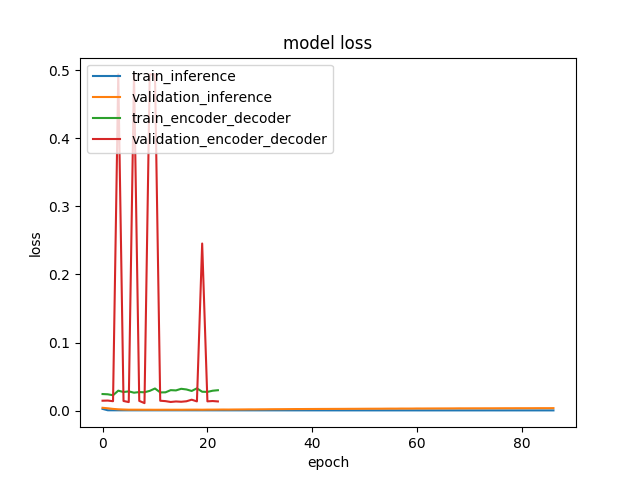 model loss
train_inference
validation_inference
train_encoder_decoder
validation_encoder_decoder
0.5
0.4
0.3
0.2
0.1
0.0
loss
0 20 40 60 80
epoch